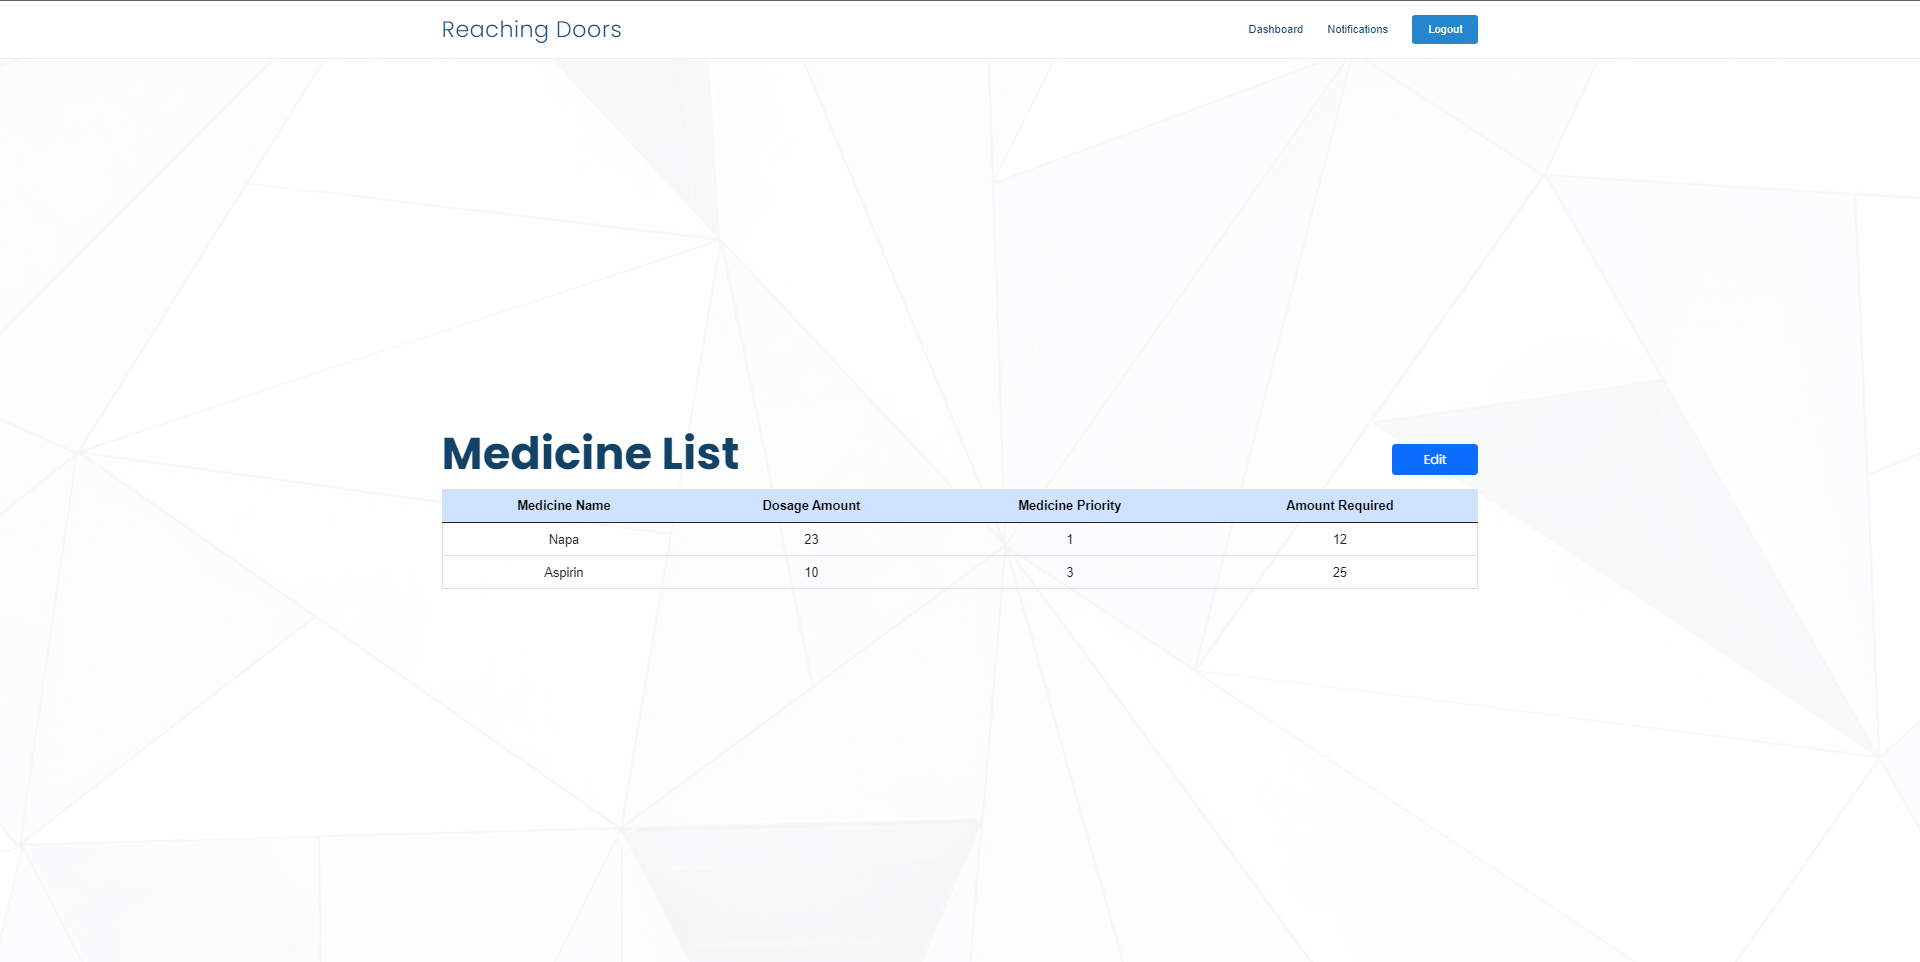 Reaching Doors Dashboard Notifications Logout
Medicine List Edit
Medicine Name Dosage Amount Medicine Priority Amount Required
Napa 23 1 12
Aspirin 10 3 25